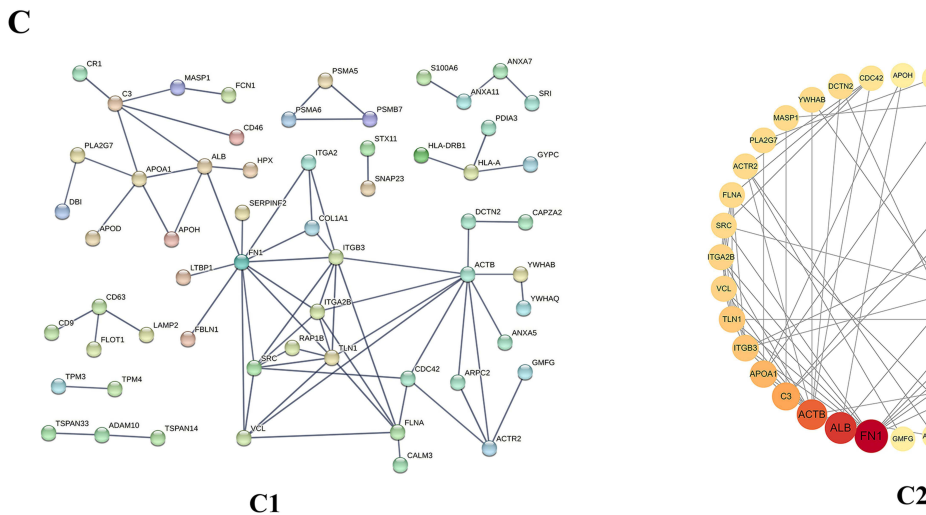 C
CR1
C3
MASP1
FCN1
CD46
PLA2G7
APOA1
ALB
HPX
DBI
APOD
APOH
PSMA5
PSMA6
PSMB7
STX11
SNAP23
S100A6
ANXA7
ANXA11
SRI
PDIA3
HLA-DRB1
HLA-A
GYPC
ITGA2
SERPINF2
COL1A1
FN1
ITGB3
LTBP1
FBLN1
ITGA2B
RAP1B
TLN1
SRC
VCL
DCTN2
CAPZA2
ACTB
YWHAB
YWHAQ
ANXA5
CDC42
ARPC2
GMFG
FLNA
ACTR2
CALM3
CD63
CD9
FLOT1
LAMP2
TPM3
TPM4
TSPAN33
ADAM10
TSPAN14
C1
APOH
CDC42
DCTN2
YWHAB
MASP1
PLA2G7
ACTR2
FLNA
SRC
ITGA2B
VCL
TLN1
ITGB3
APOA1
C3
ACTB
ALB
FN1
GMFG
C2